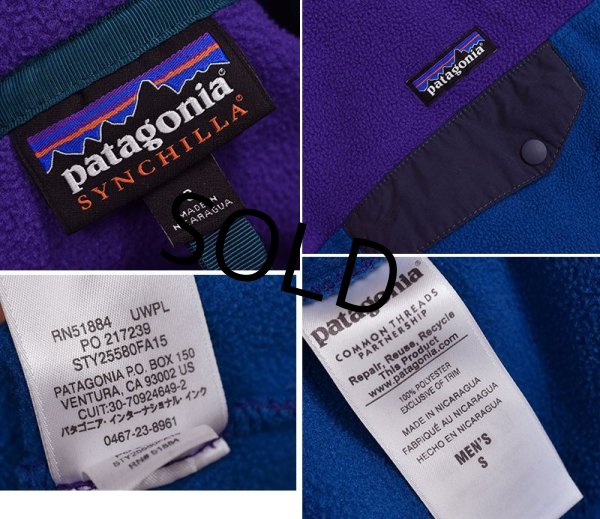 patagonia®
SYNCHILLA®
S
MADE IN
NICARAGUA
patagonia®
SOLD
RN51884 UWPL
PO 217239
STY25580FA15
PATAGONIA P.O. BOX 150
VENTURA, CA 93002 US
CUIT:30-70924649-2
パタゴニア・インターナショナル・インク
0467-23-8961
RN# 51884
patagonia®
COMMON THREADS
PARTNERSHIP
Repair, Reuse, Recycle
This Product
www.patagonia.com
100% POLYESTER
EXCLUSIVE OF TRIM
MADE IN NICARAGUA
FABRIQUÉ AU NICARAGUA
HECHO EN NICARAGUA
MEN'S
S